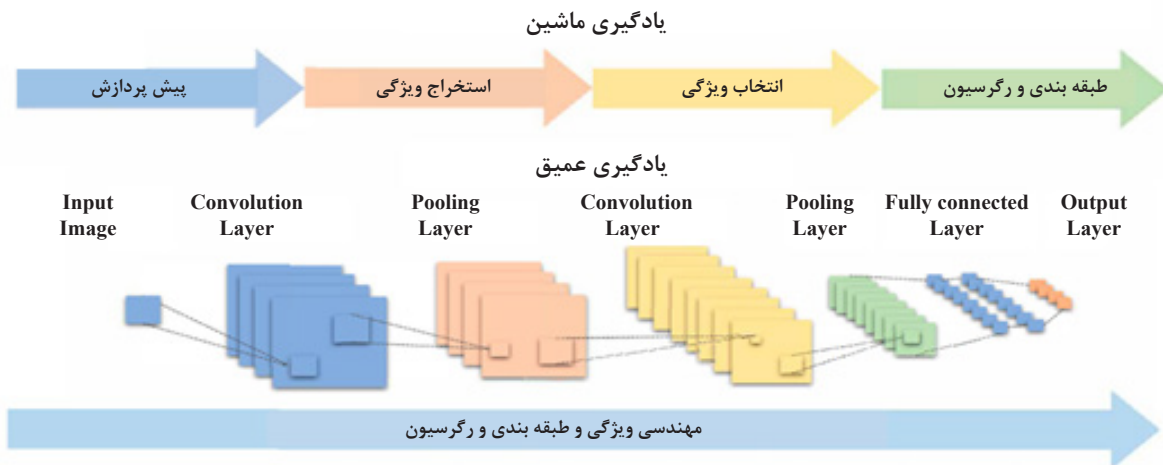 یادگیری ماشین
پیش پردازش
استخراج ویژگی
انتخاب ویژگی
طبقه بندی و رگرسیون
یادگیری عمیق
Input
Image
Convolution
Layer
Pooling
Layer
Convolution
Layer
Pooling
Layer
Fully connected
Layer
Output
Layer
مهندسی ویژگی و طبقه بندی و رگرسیون